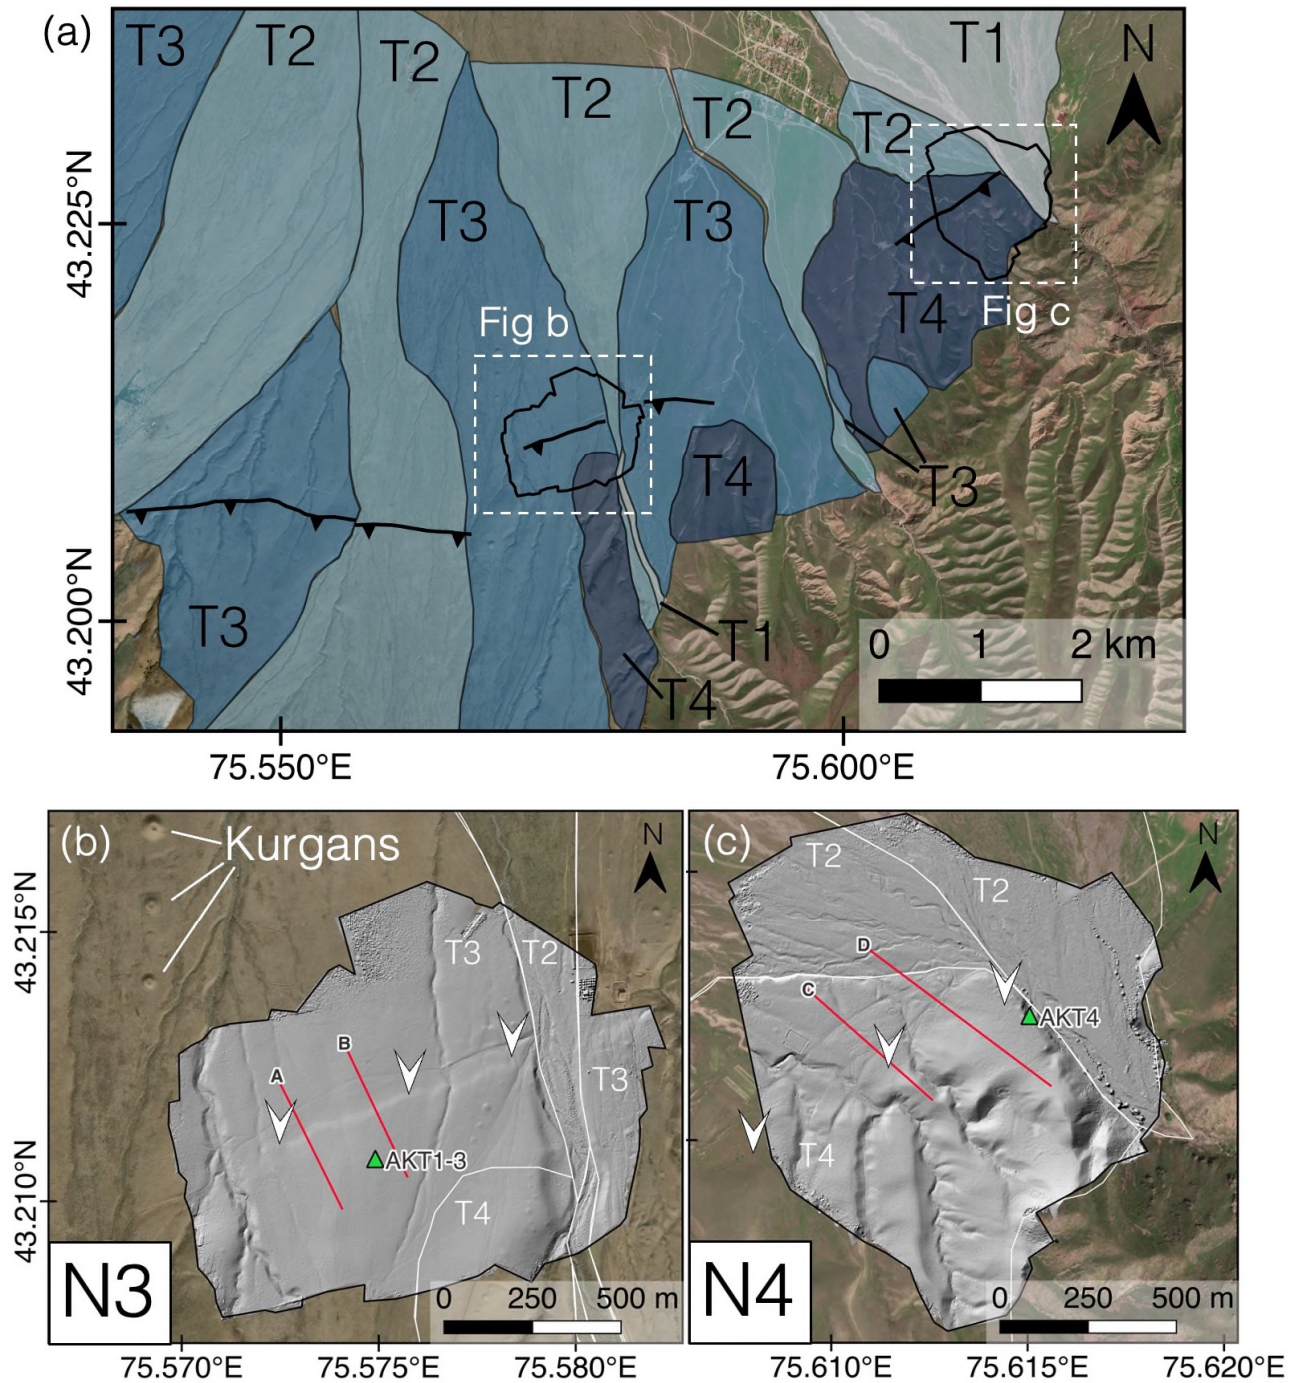 (a)
T3
T2
T2
T2
T2
T2
T1
N
T3
T3
T4
Fig b
Fig c
T4
T3
T3
T1
T4
43.225°N
43.200°N
0 1 2 km
75.550°E
75.600°E
(b)
Kurgans
N
T3
T2
T3
B
A
AKT1-3
T4
N3
0 250 500 m
43.215°N
43.210°N
75.570°E
75.575°E
75.580°E
(c)
N
T2
T2
D
C
AKT4
T4
N4
0 250 500 m
75.610°E
75.615°E
75.620°E